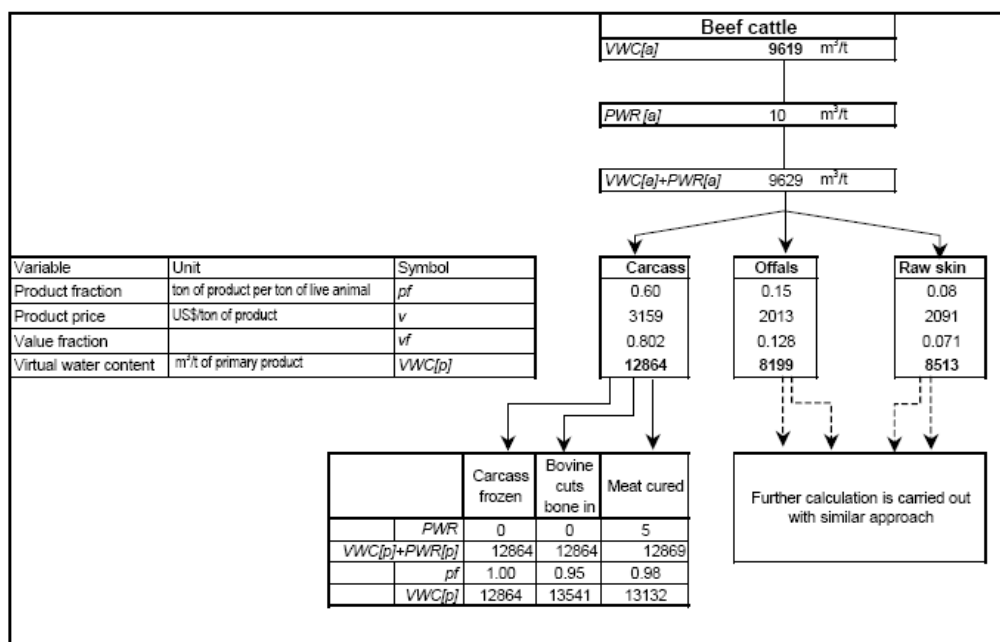 Beef cattle
VWC[a] 9619 m³/t
PWR [a] 10 m³/t
VWC[a]+PWR[a] 9629 m³/t
Variable Unit Symbol
Product fraction ton of product per ton of live animal pf
Product price US$/ton of product v
Value fraction vf
Virtual water content m³/t of primary product VWC[p]
Carcass Offals Raw skin
0.60 0.15 0.08
3159 2013 2091
0.802 0.128 0.071
12864 8199 8513
Carcass frozen Bovine cuts bone in Meat cured
PWR 0 0 5
VWC[p]+PWR[p] 12864 12864 12869
pf 1.00 0.95 0.98
VWC[p] 12864 13541 13132
Further calculation is carried out
with similar approach